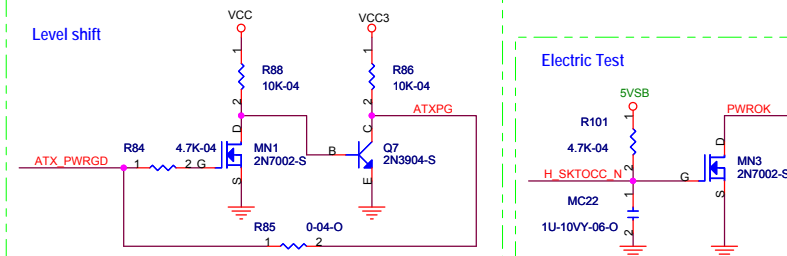 Level shift
VCC
VCC3
1
R88
10K-04
2
1
R86
10K-04
2
ATXPG
R84
4.7K-04
ATX_PWRGD
1
2
G
D
S
MN1
2N7002-S
B
C
E
Q7
2N3904-S
R85
0-04-O
1
2
Electric Test
5VSB
PWROK
1
R101
4.7K-04
2
H_SKTOCC_N
G
D
S
MN3
2N7002-S
1
MC22
1U-10VY-06-O
2